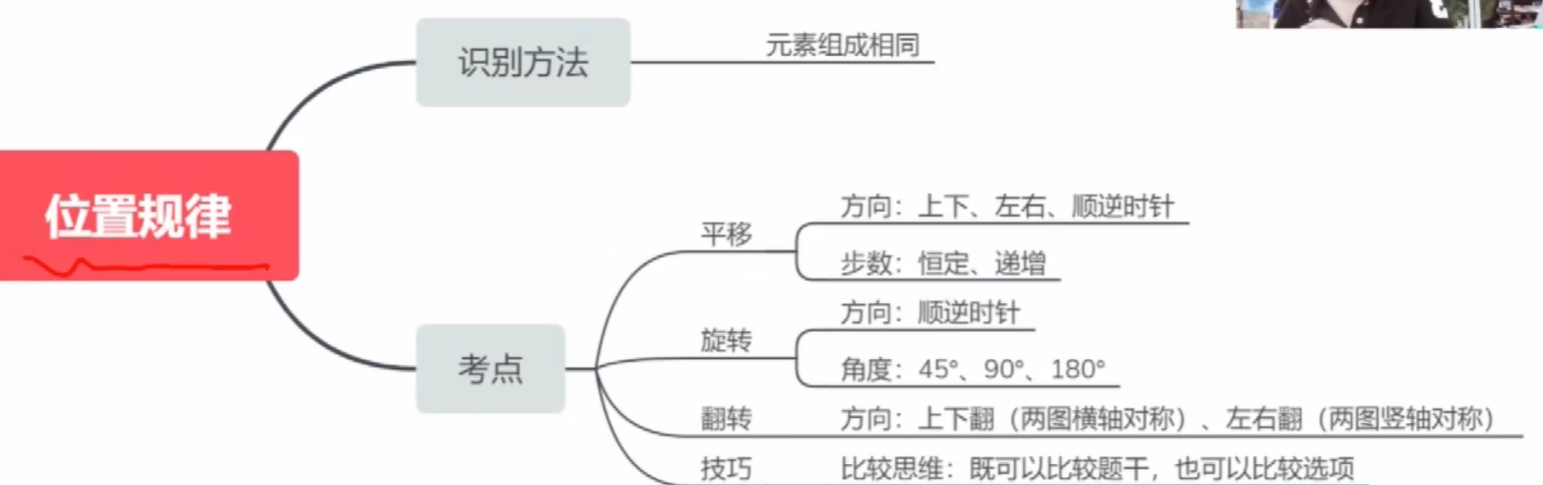 识别方法
元素组成相同
位置规律
考点
平移
方向：上下、左右、顺逆时针
步数：恒定、递增
旋转
方向：顺逆时针
角度：45°、90°、180°
翻转
方向：上下翻（两图横轴对称）、左右翻（两图竖轴对称）
技巧
比较思维：既可以比较题干，也可以比较选项